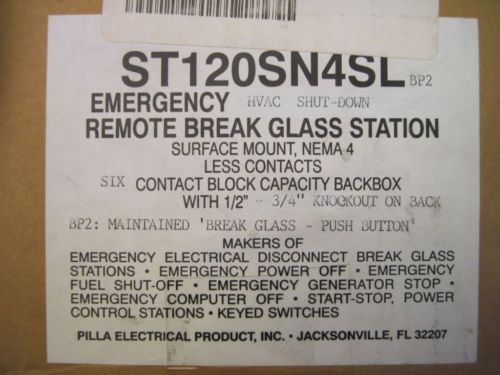 ST120SN4SL BP2
EMERGENCY HVAC SHUT-DOWN
REMOTE BREAK GLASS STATION
SURFACE MOUNT, NEMA 4
LESS CONTACTS
SIX CONTACT BLOCK CAPACITY BACKBOX
WITH 1/2" - 3/4" KNOCKOUT ON BACK
BP2: MAINTAINED 'BREAK GLASS - PUSH BUTTON'
MAKERS OF
EMERGENCY ELECTRICAL DISCONNECT BREAK GLASS
STATIONS • EMERGENCY POWER OFF • EMERGENCY
FUEL SHUT-OFF • EMERGENCY GENERATOR STOP •
EMERGENCY COMPUTER OFF • START-STOP, POWER
CONTROL STATIONS • KEYED SWITCHES
PILLA ELECTRICAL PRODUCT, INC. • JACKSONVILLE, FL 32207